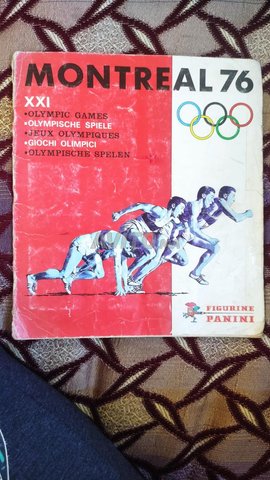 MONTREAL 76
XXI
•OLYMPIC GAMES
•OLYMPISCHE SPIELE
•JEUX OLYMPIQUES
•GIOCHI OLIMPICI
•OLYMPISCHE SPELEN
FIGURINE
PANINI